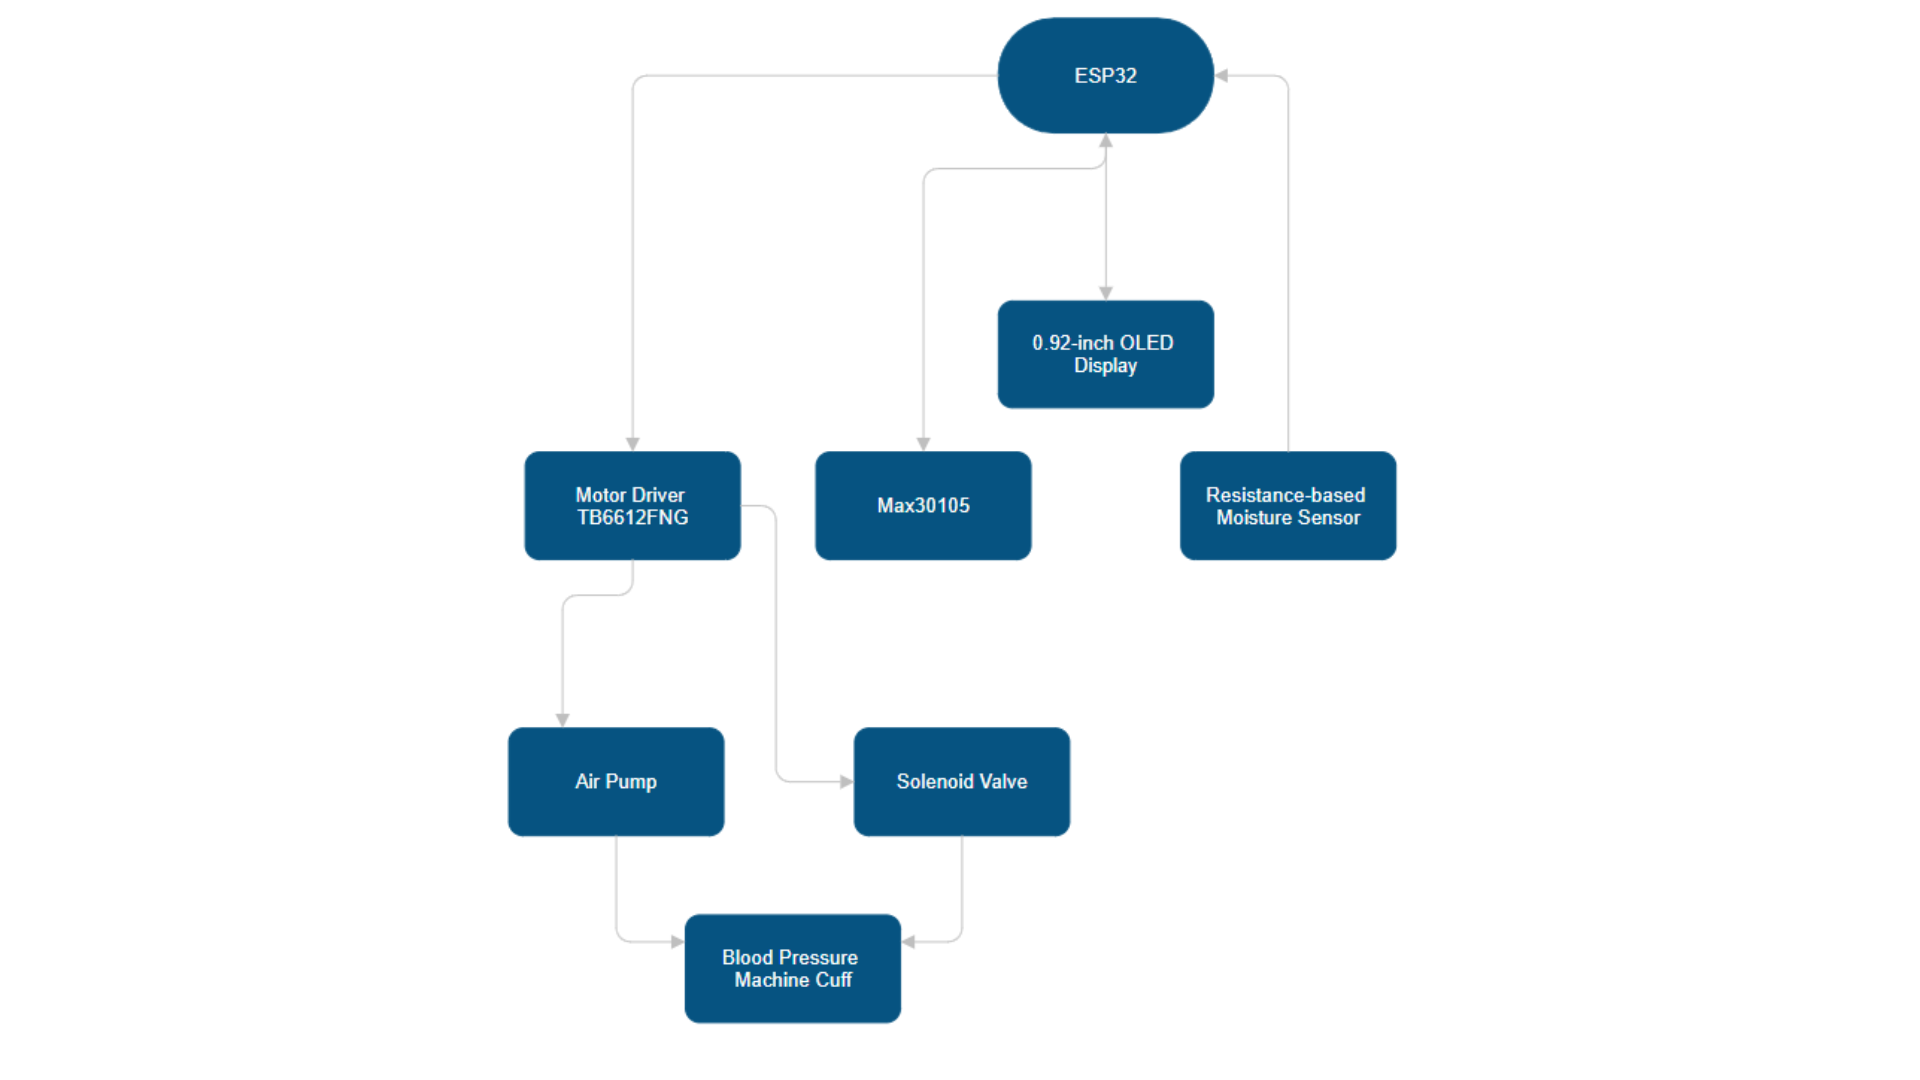 ESP32
0.92-inch OLED
Display
Motor Driver
TB6612FNG
Max30105
Resistance-based
Moisture Sensor
Air Pump
Solenoid Valve
Blood Pressure
Machine Cuff